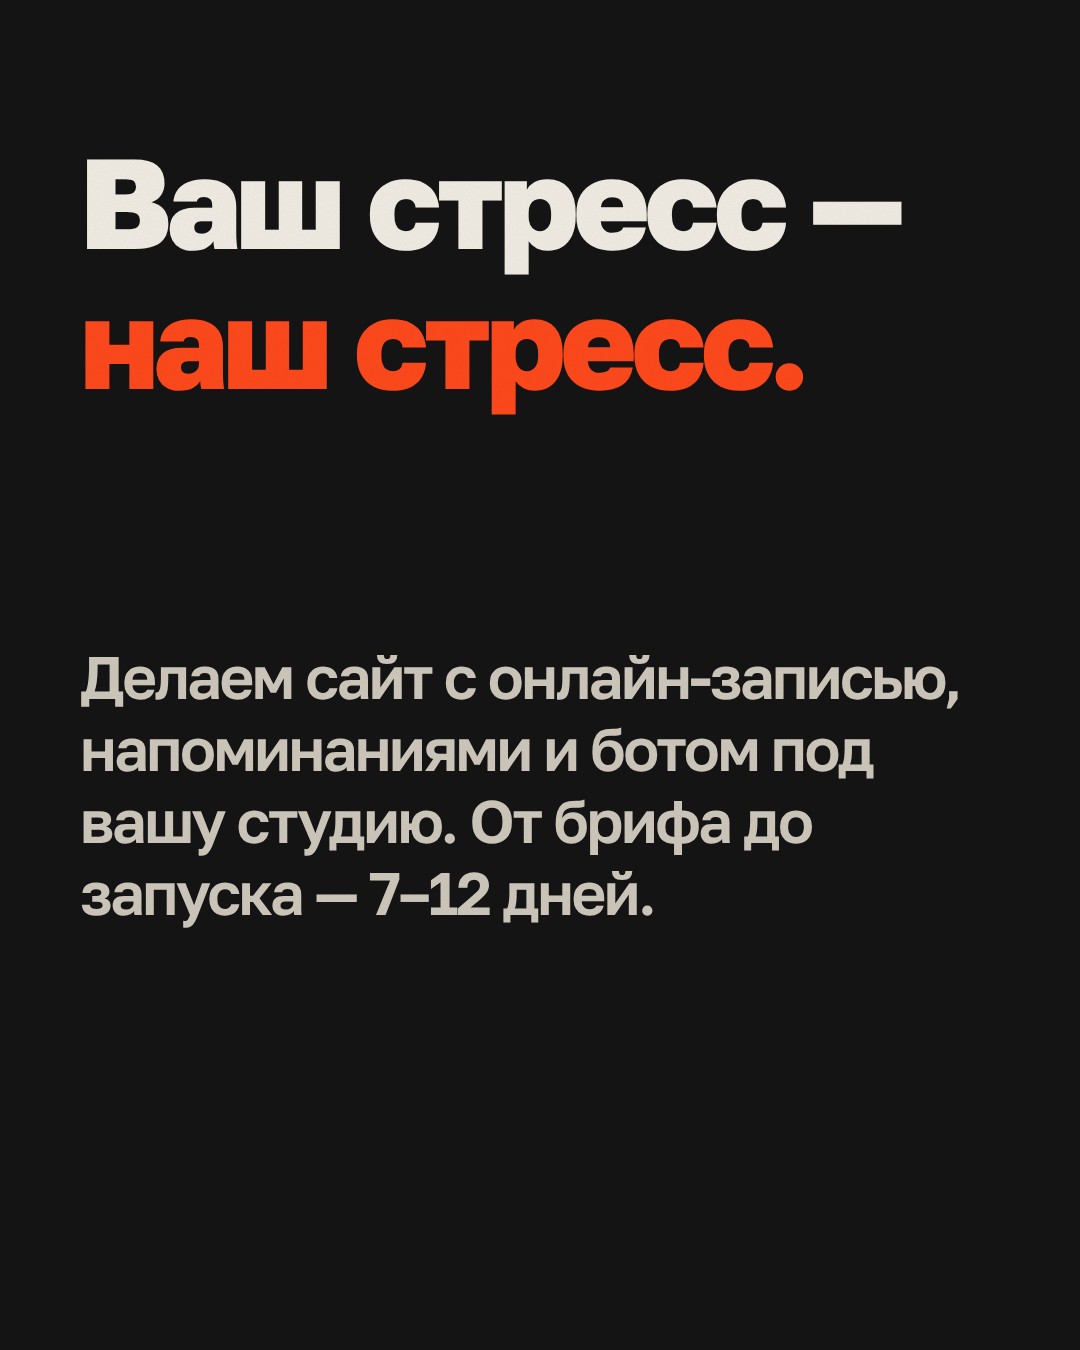 Ваш стресс —
наш стресс.
Делаем сайт с онлайн-записью,
напоминаниями и ботом под
вашу студию. От брифа до
запуска — 7–12 дней.